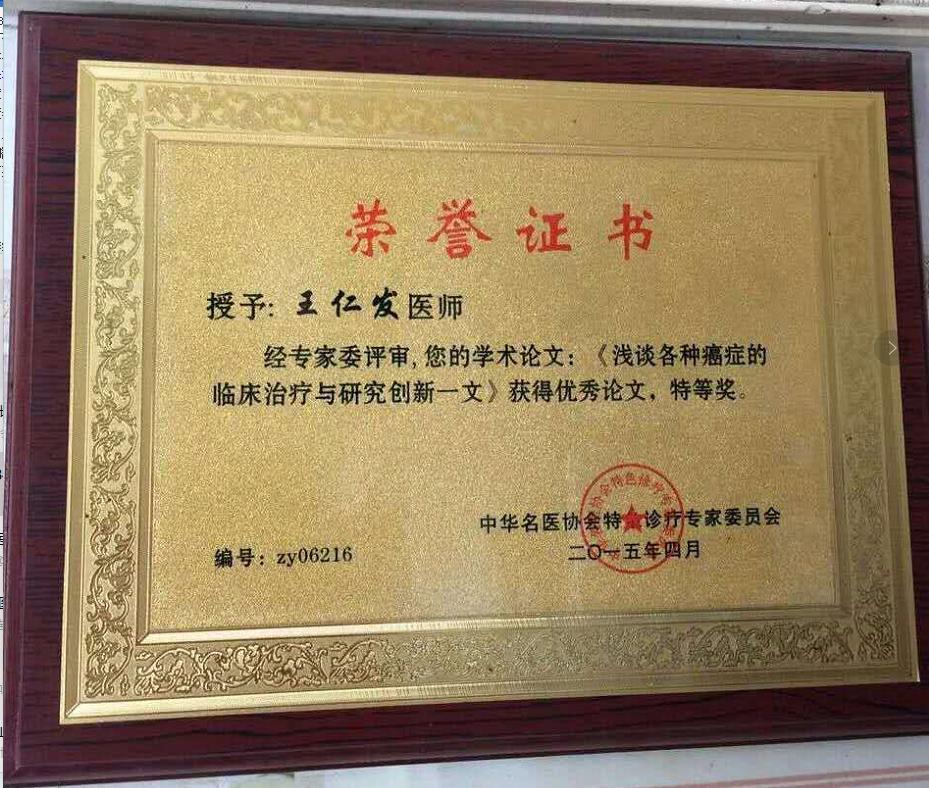 荣誉证书
授予: 王仁发医师
经专家委评审,您的学术论文：《浅谈各种癌症的
临床治疗与研究创新一文》获得优秀论文，特等奖。
中华名医协会特色诊疗专家委员会
编号：zy06216
二〇一五年四月